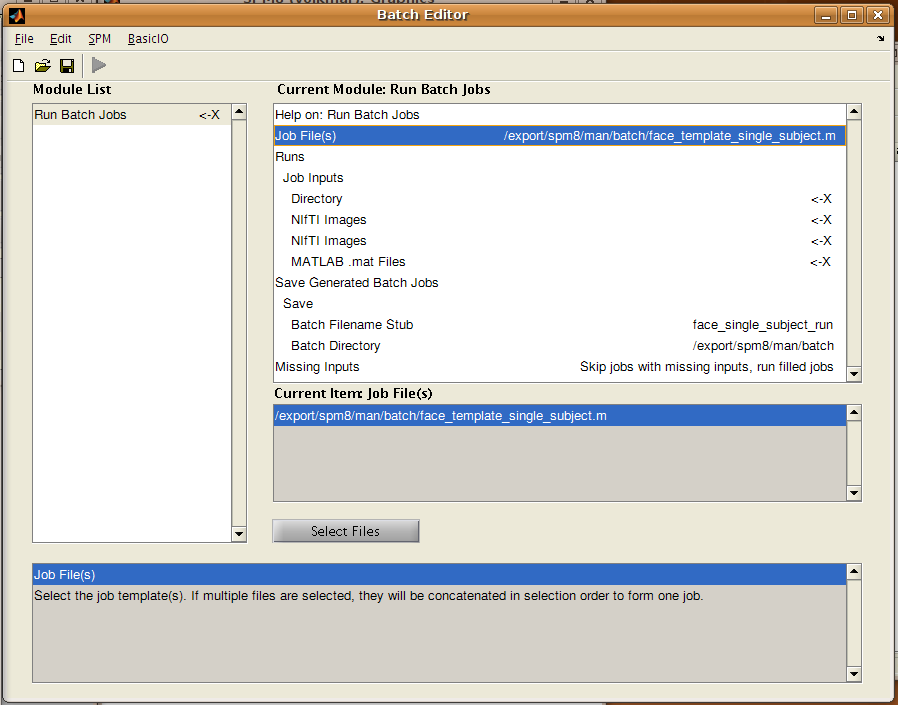 Batch Editor
File Edit SPM BasicIO
Module List
Run Batch Jobs <-X
Current Module: Run Batch Jobs
Help on: Run Batch Jobs
Job File(s) /export/spm8/man/batch/face_template_single_subject.m
Runs
Job Inputs
Directory <-X
NIfTI Images <-X
NIfTI Images <-X
MATLAB .mat Files <-X
Save Generated Batch Jobs
Save
Batch Filename Stub face_single_subject_run
Batch Directory /export/spm8/man/batch
Missing Inputs Skip jobs with missing inputs, run filled jobs
Current Item: Job File(s)
/export/spm8/man/batch/face_template_single_subject.m
Select Files
Job File(s)
Select the job template(s). If multiple files are selected, they will be concatenated in selection order to form one job.